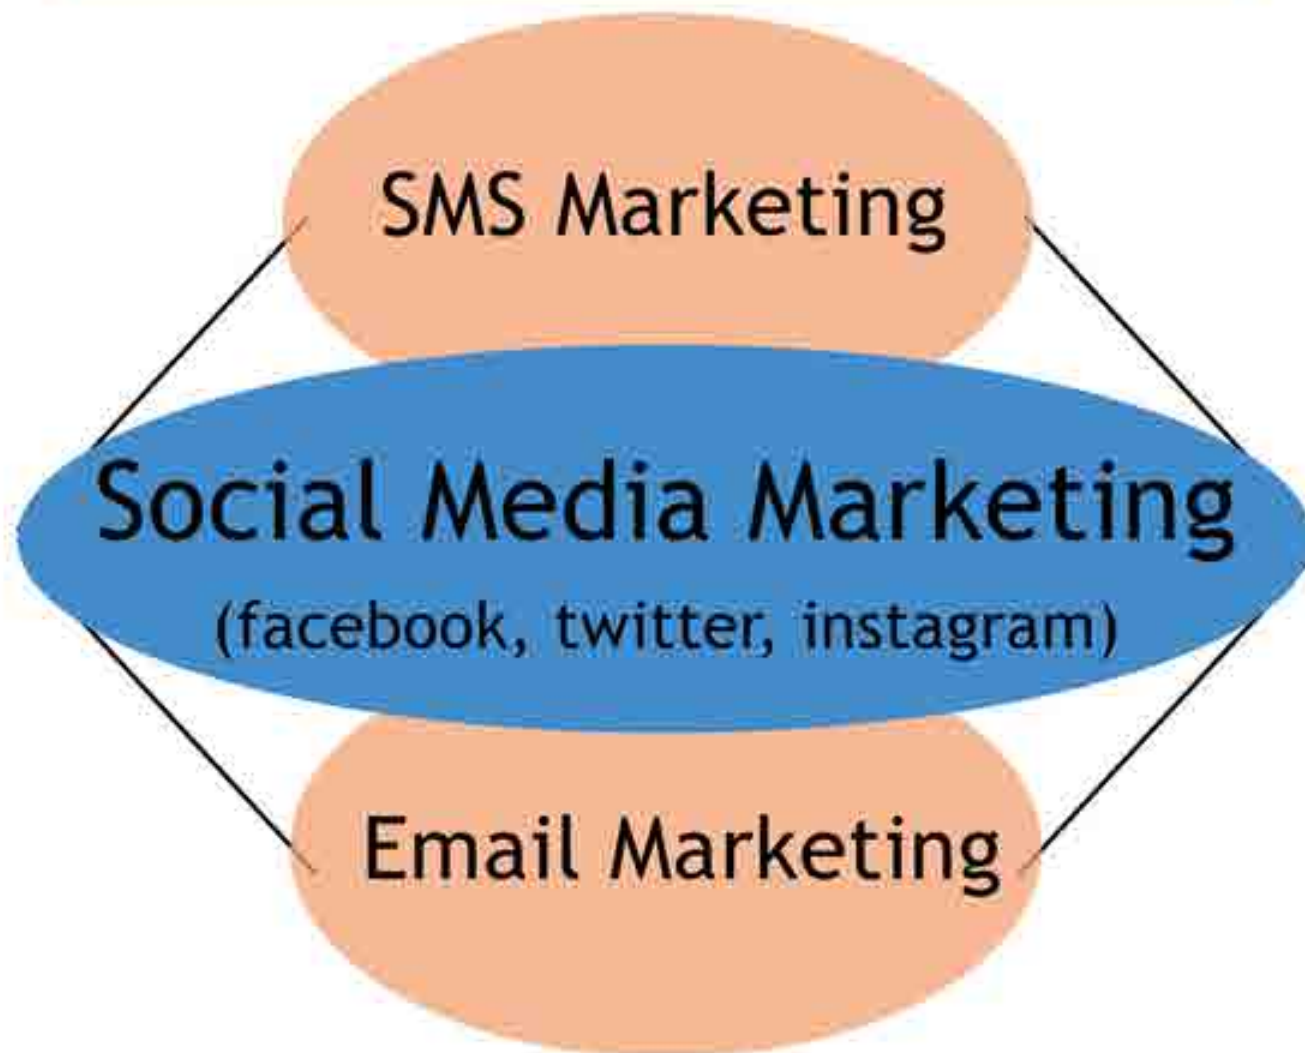 SMS Marketing
Social Media Marketing
(facebook, twitter, instagram)
Email Marketing